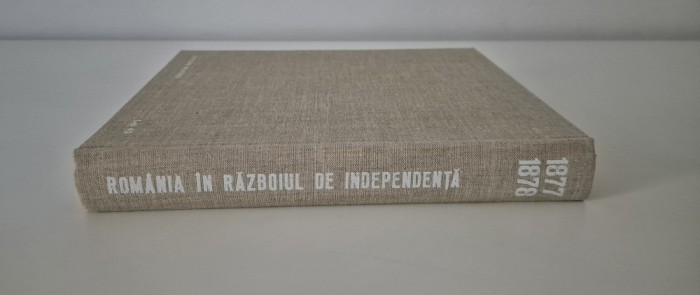 ROMÂNIA ÎN RĂZBOIUL DE INDEPENDENȚĂ
1877
1878